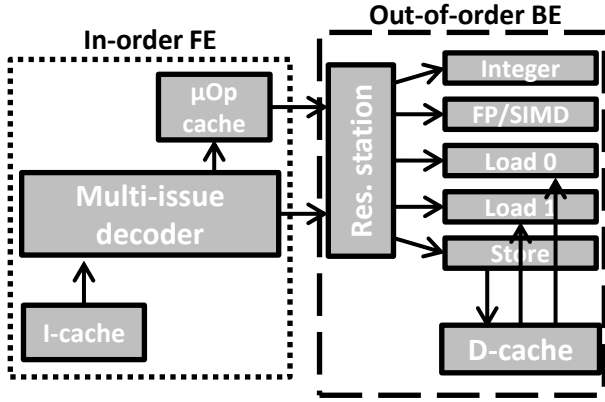 In-order FE
Out-of-order BE
µOp
cache
Multi-issue
decoder
I-cache
Res. station
Integer
FP/SIMD
Load 0
Load 1
Store
D-cache